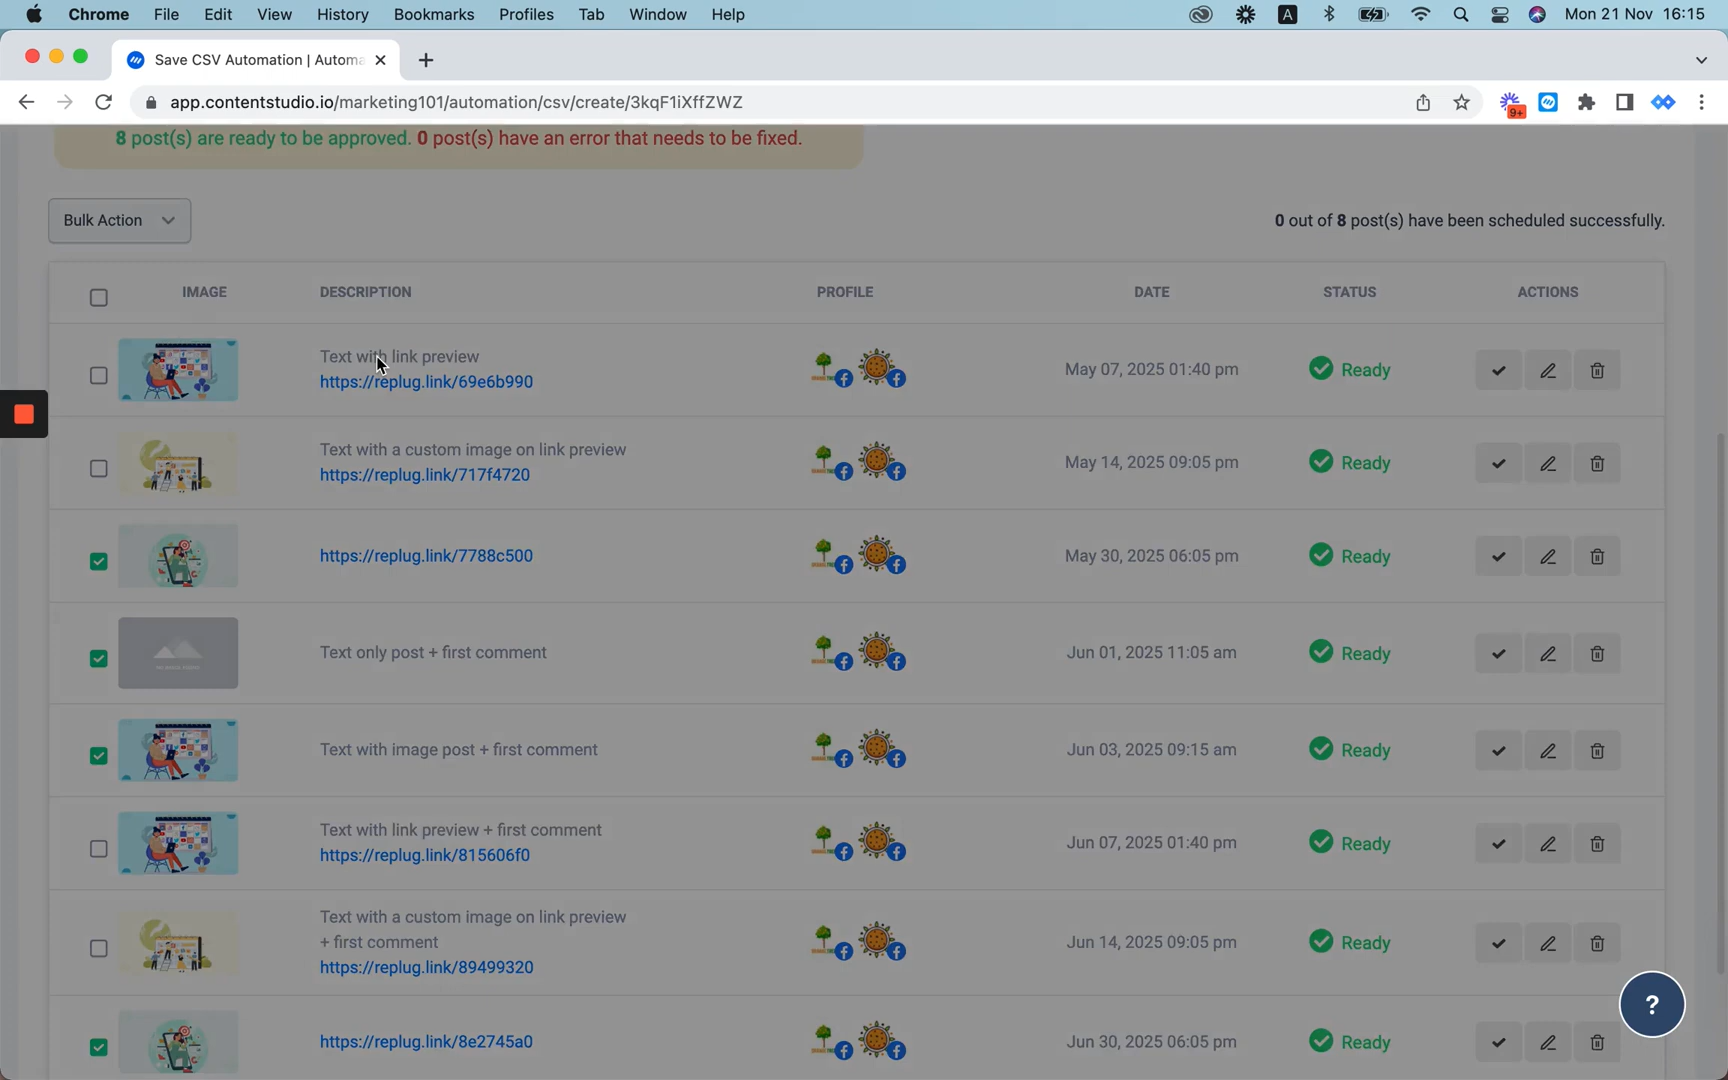 Chrome File Edit View History Bookmarks Profiles Tab Window Help A Mon 21 Nov 16:15
Save CSV Automation | Automa
app.contentstudio.io/marketing101/automation/csv/create/3kqF1iXffZWZ 9+
8 post(s) are ready to be approved. 0 post(s) have an error that needs to be fixed.
Bulk Action 0 out of 8 post(s) have been scheduled successfully.
IMAGE DESCRIPTION PROFILE DATE STATUS ACTIONS
Text with link preview
https://replug.link/69e6b990 May 07, 2025 01:40 pm Ready
Text with a custom image on link preview
https://replug.link/717f4720 May 14, 2025 09:05 pm Ready
https://replug.link/7788c500 May 30, 2025 06:05 pm Ready
Text only post + first comment Jun 01, 2025 11:05 am Ready
Text with image post + first comment Jun 03, 2025 09:15 am Ready
Text with link preview + first comment
https://replug.link/815606f0 Jun 07, 2025 01:40 pm Ready
Text with a custom image on link preview
+ first comment Jun 14, 2025 09:05 pm Ready
https://replug.link/89499320
https://replug.link/8e2745a0 Jun 30, 2025 06:05 pm Ready
?